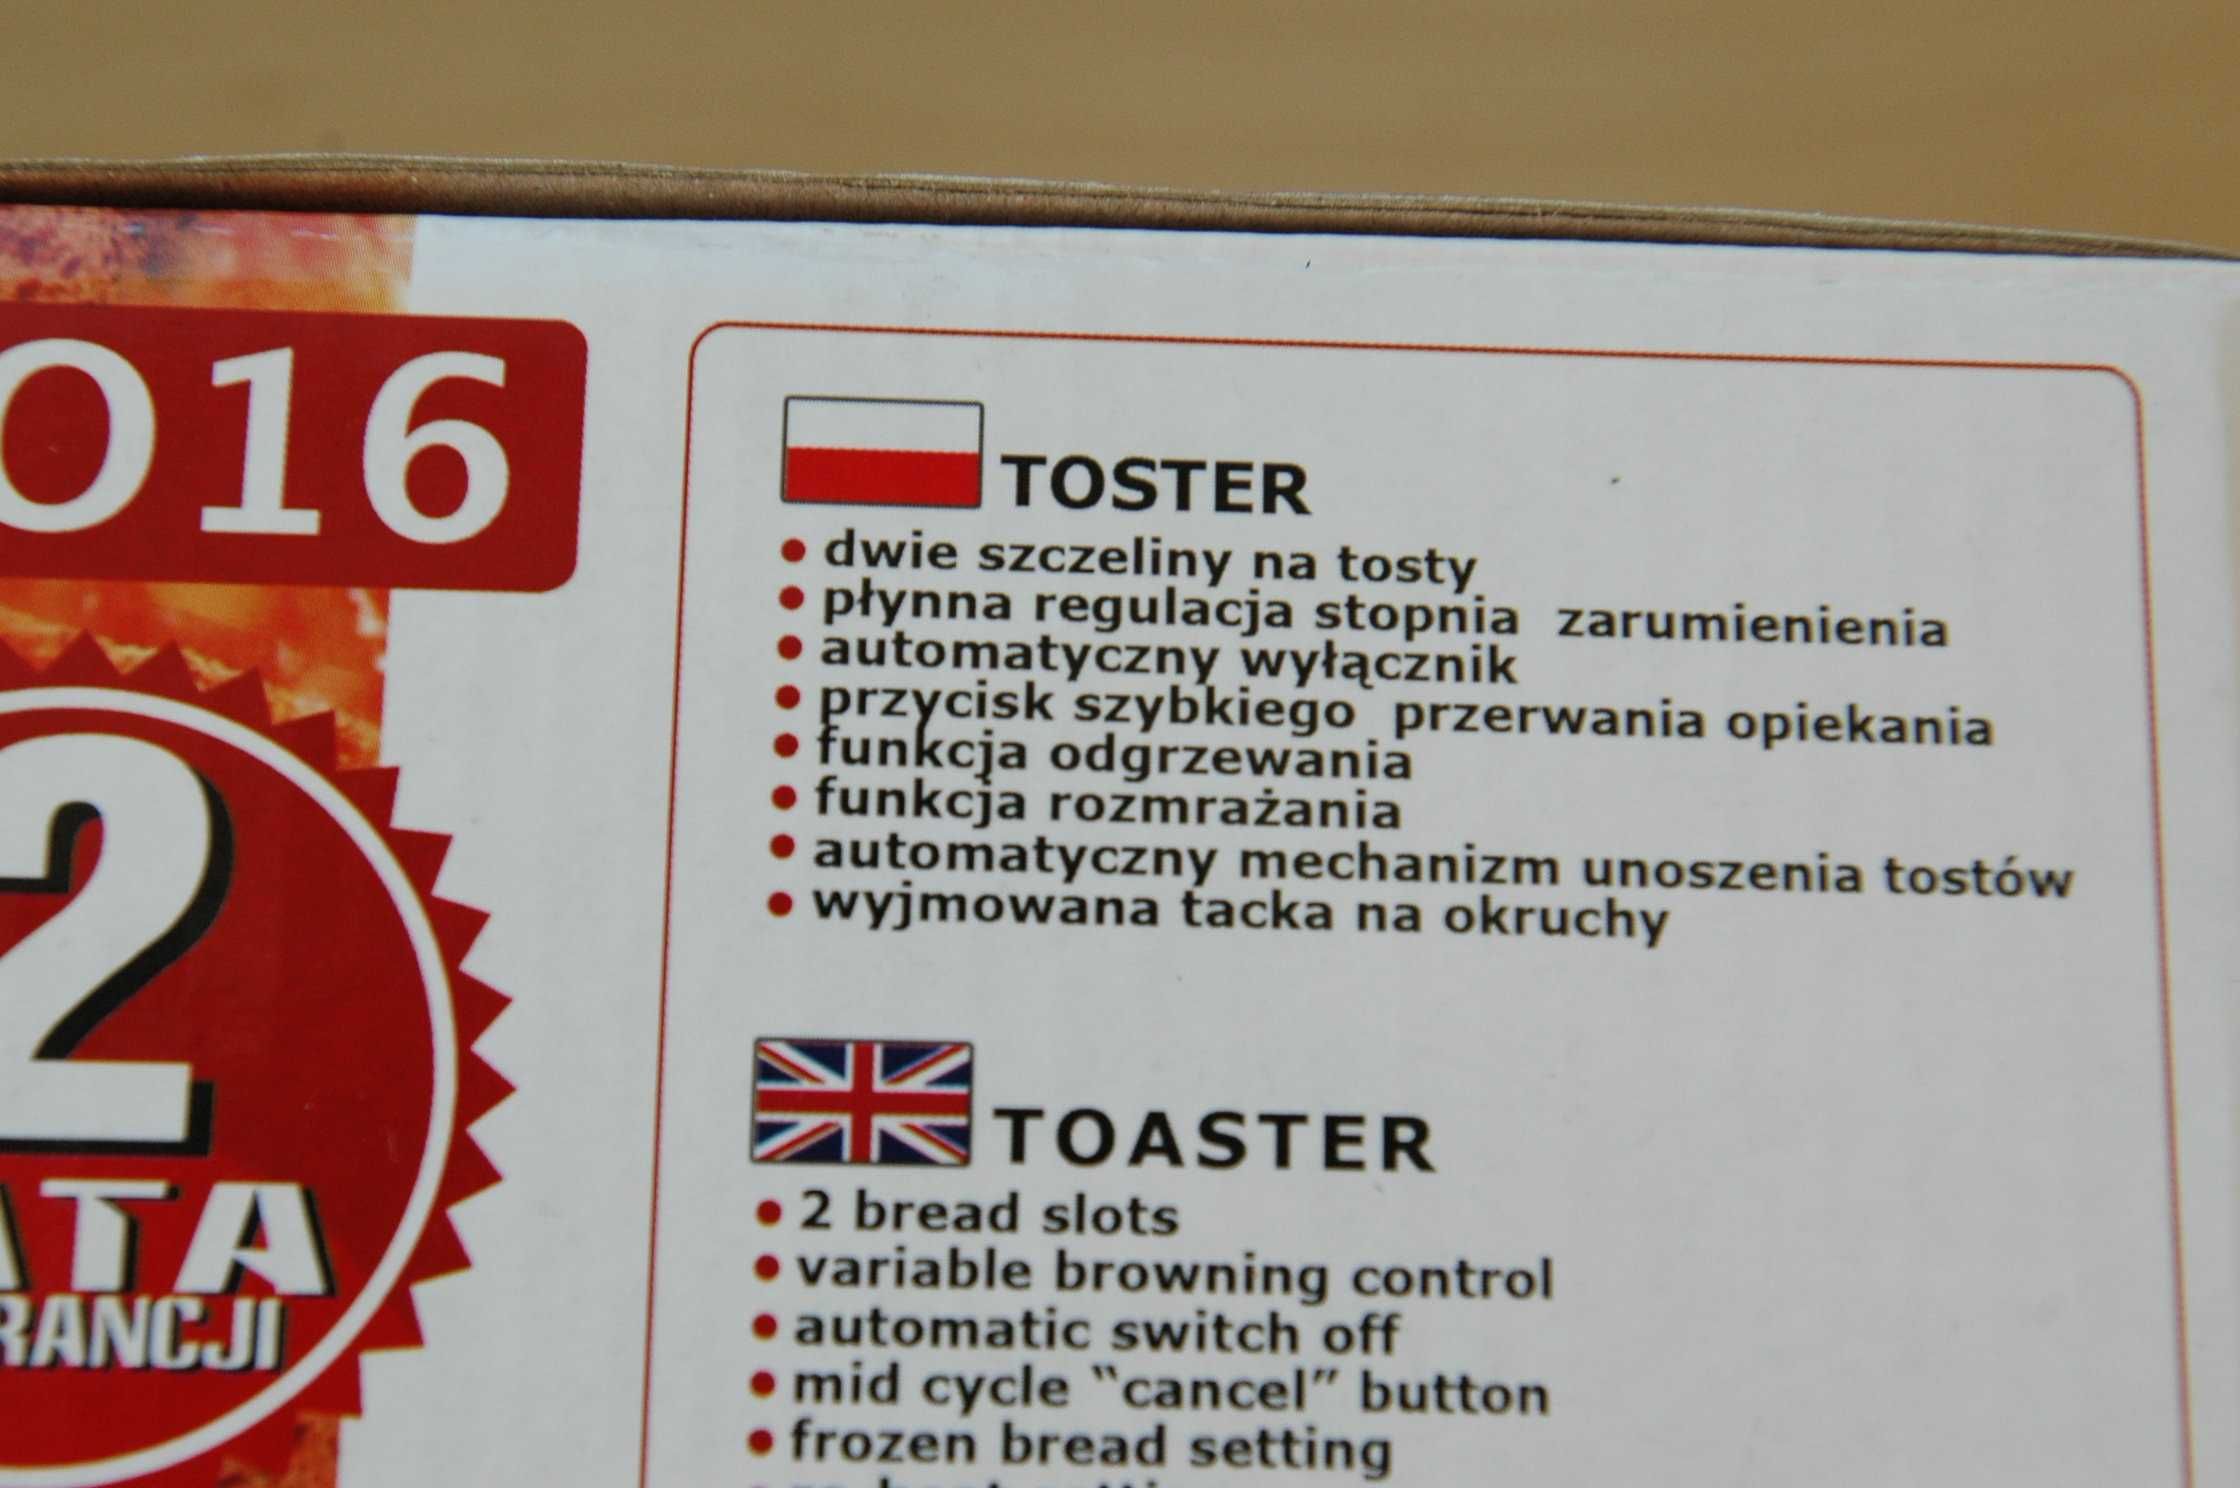 O16
TOSTER
• dwie szczeliny na tosty
• płynna regulacja stopnia zarumienienia
• automatyczny wyłącznik
• przycisk szybkiego przerwania opiekania
• funkcja odgrzewania
• funkcja rozmrażania
• automatyczny mechanizm unoszenia tostów
• wyjmowana tacka na okruchy
2
ATA
RANCJI
TOASTER
• 2 bread slots
• variable browning control
• automatic switch off
• mid cycle “cancel” button
• frozen bread setting